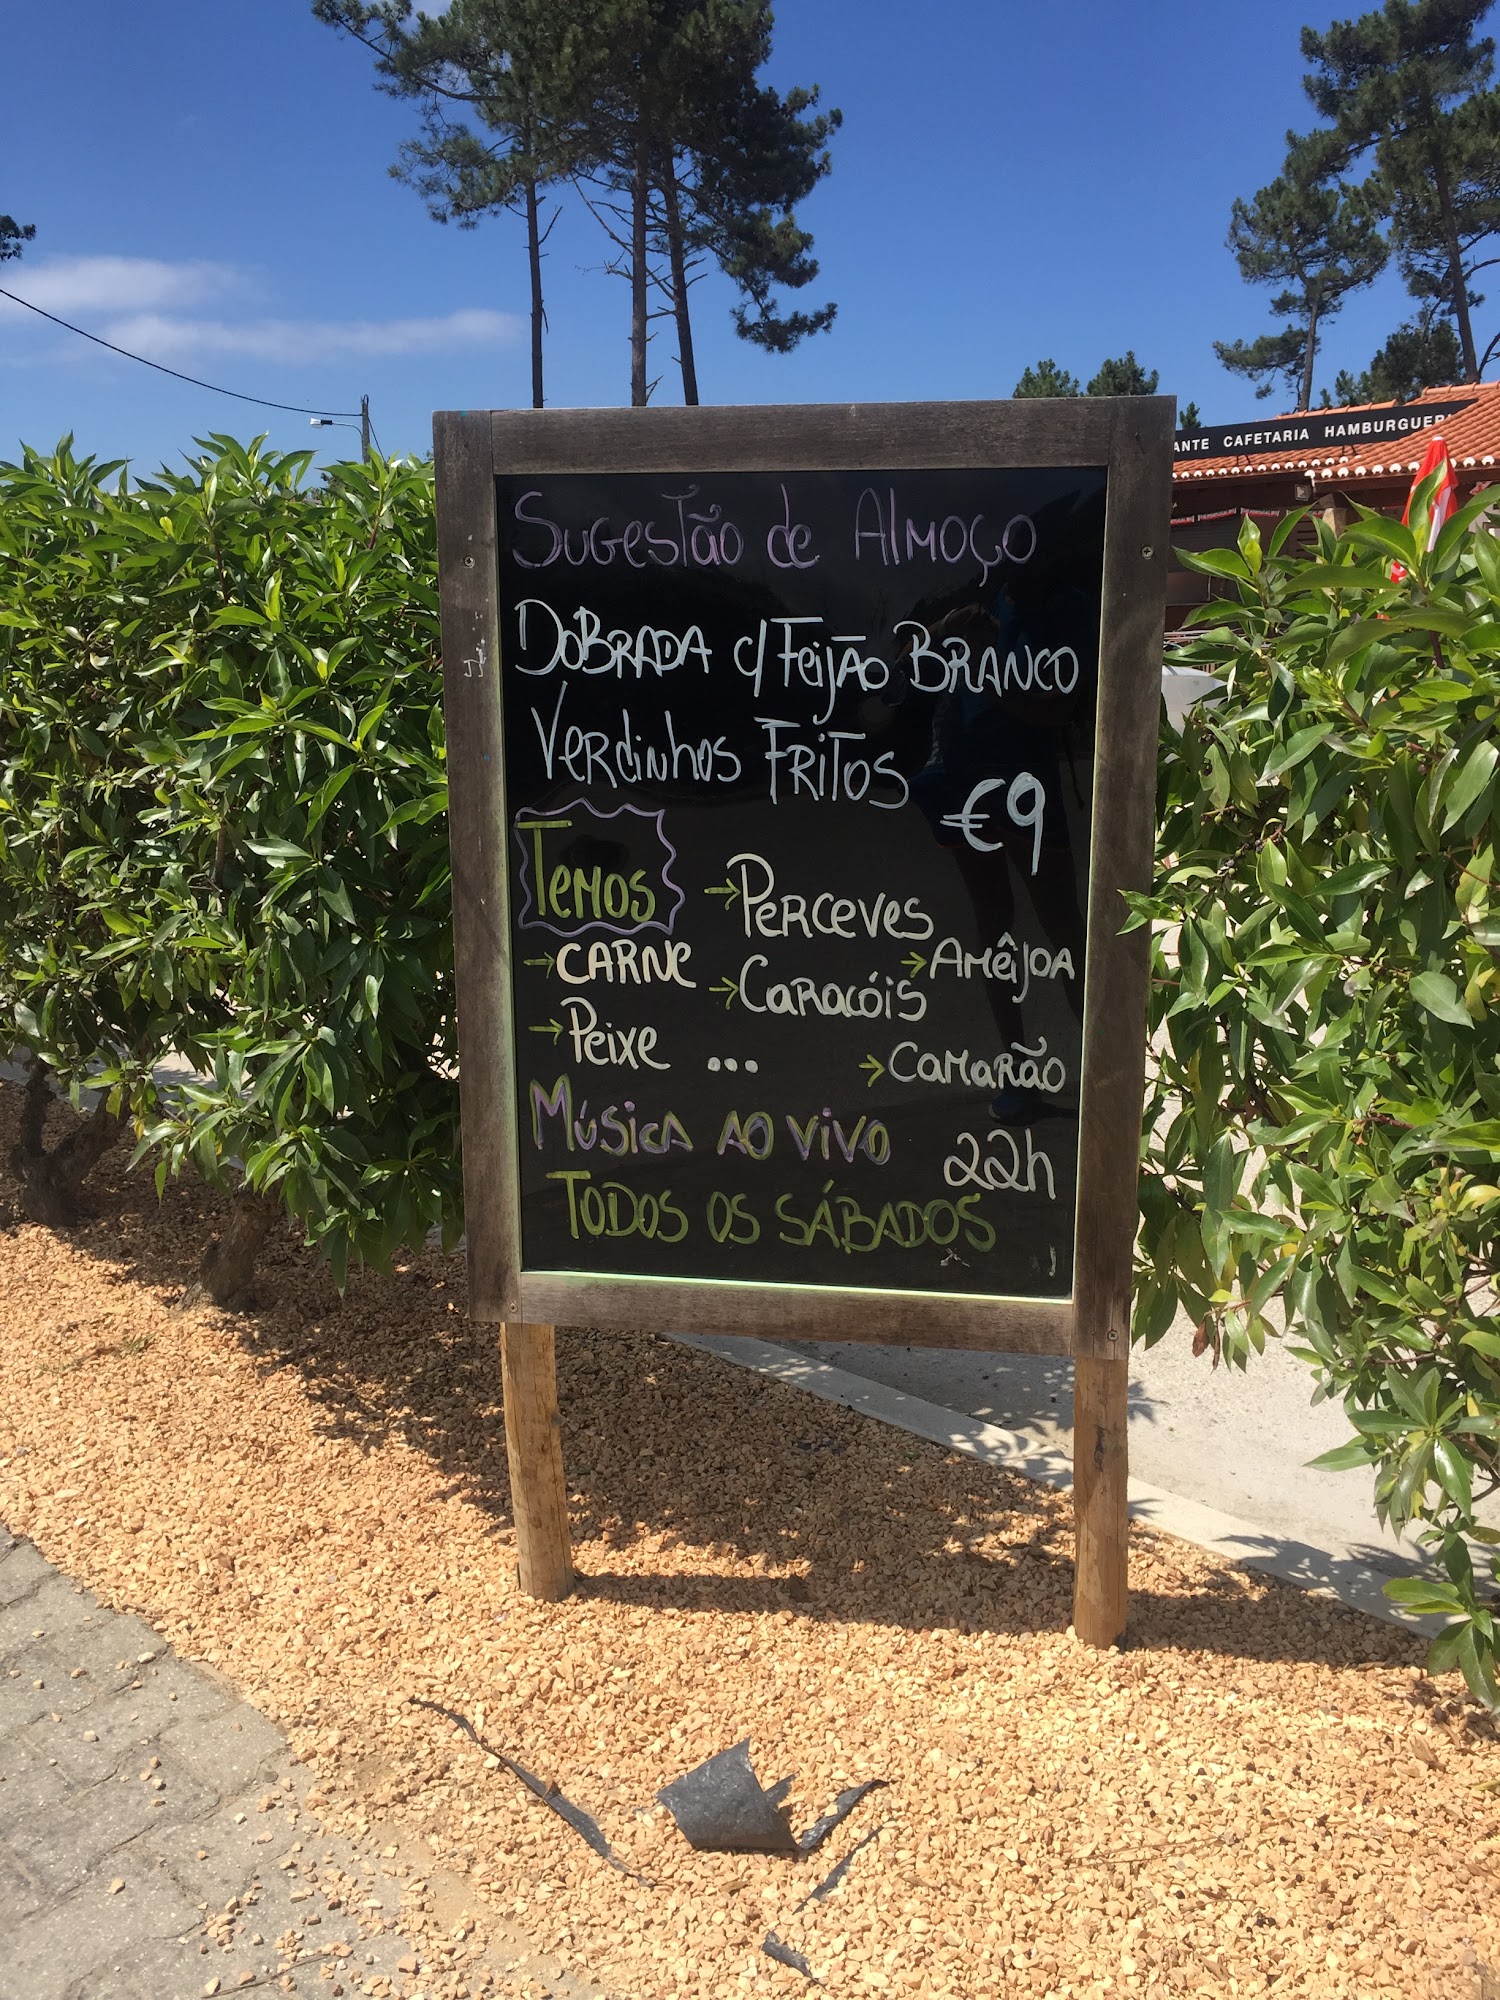 ANTE CAFETARIA HAMBURGUER
Sugestão de Almoço
Dobrada c/ Feijão Branco
Verdinhos Fritos
€9
Temos
→ Perceves
→ Carne
→ Amêijoa
→ Caracóis
→ Peixe ...
→ Camarão
Música ao vivo
22h
Todos os Sábados